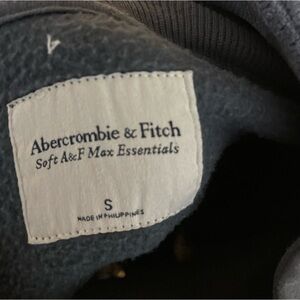 Abercrombie & Fitch
Soft A&F Max Essentials
S
MADE IN PHILIPPINES